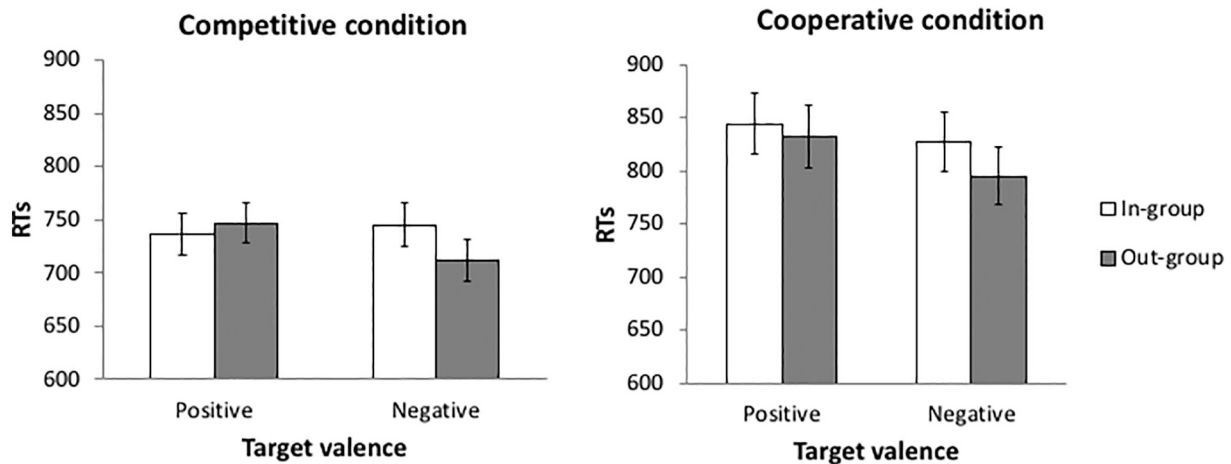 Competitive condition
900
850
800
750
700
650
600
RTs
Positive
Negative
Target valence
Cooperative condition
900
850
800
750
700
650
600
RTs
Positive
Negative
Target valence
In-group
Out-group